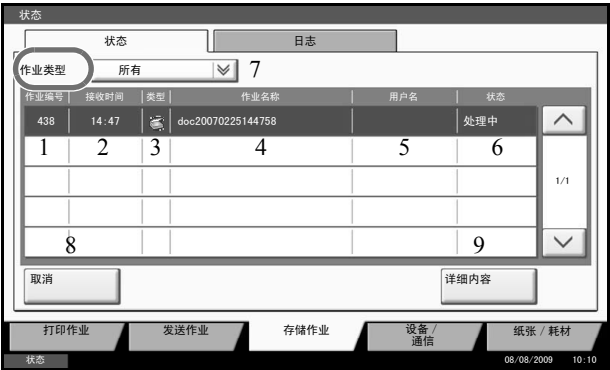 状态
状态 日志
作业类型 所有 7
作业编号 接收时间 类型 作业名称 用户名 状态
438 14:47 doc20070225144758 处理中
1 2 3 4 5 6
1/1
8 9
取消 详细内容
打印作业 发送作业 存储作业 设备/ 纸张/耗材
通信
状态 08/08/2009 10:10